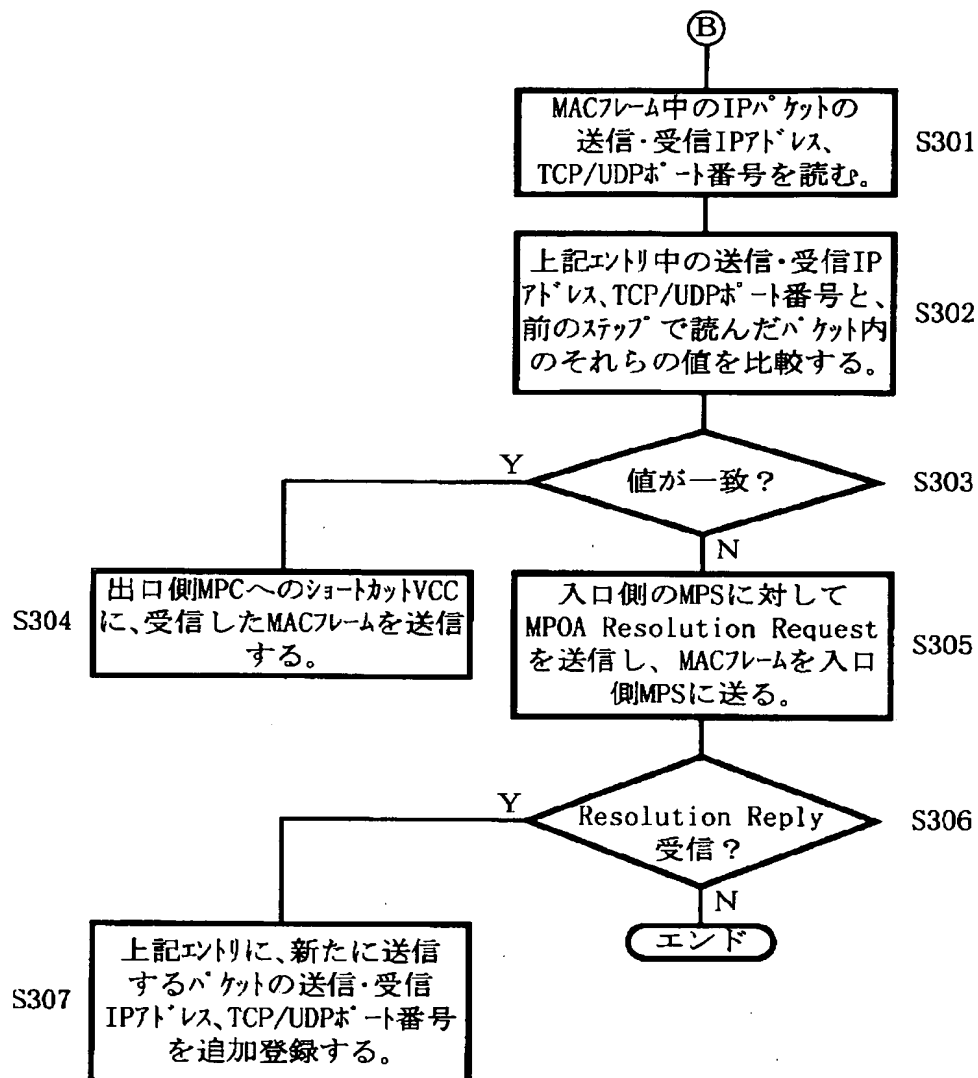 B
MACフレーム中のIPパケットの
送信・受信IPアドレス、
TCP/UDPポート番号を読む。
S301
上記エントリ中の送信・受信IP
アドレス、TCP/UDPポート番号と、
前のステップで読んだパケット内
のそれらの値を比較する。
S302
値が一致？
S303
Y
N
出口側MPCへのショートカットVCC
に、受信したMACフレームを送信
する。
S304
入口側のMPSに対して
MPOA Resolution Request
を送信し、MACフレームを入口
側MPSに送る。
S305
Resolution Reply
受信？
S306
Y
N
エンド
上記エントリに、新たに送信
するパケットの送信・受信
IPアドレス、TCP/UDPポート番号
を追加登録する。
S307